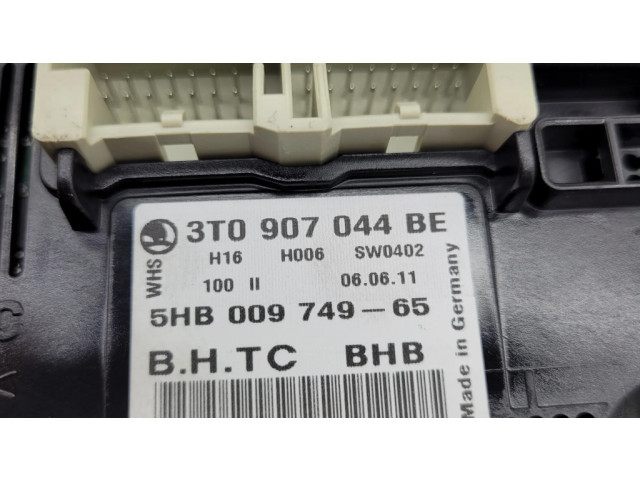 3T0 907 044 BE
WHS
H16 H006 SW0402
100 II 06.06.11
5HB 009 749-65
B.H.TC BHB
Made in Germany